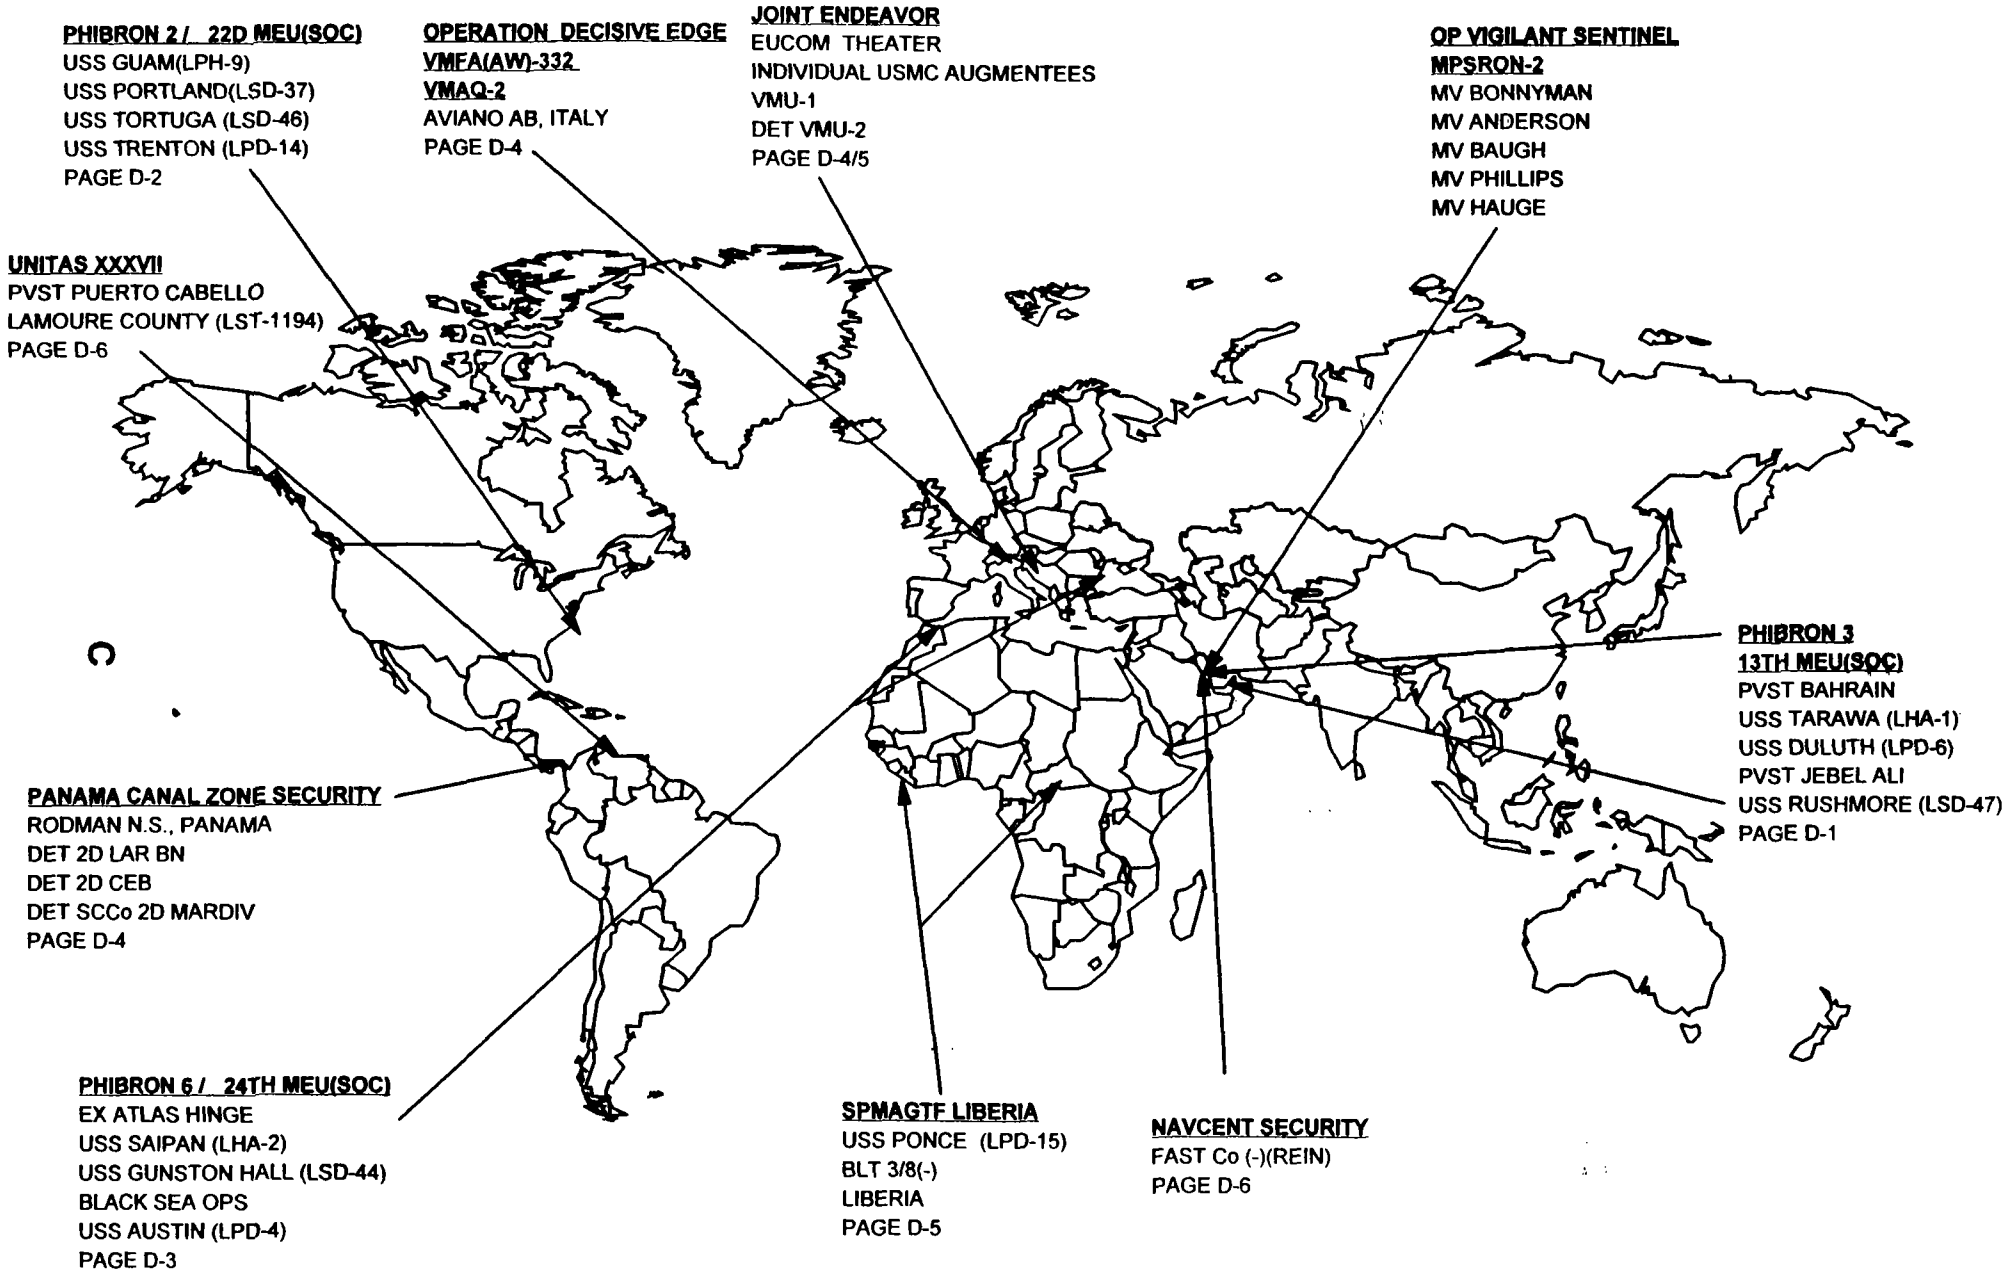 PHIBRON 2 / 22D MEU(SOC)
USS GUAM(LPH-9)
USS PORTLAND(LSD-37)
USS TORTUGA (LSD-46)
USS TRENTON (LPD-14)
PAGE D-2
OPERATION DECISIVE EDGE
VMFA(AW)-332
VMAQ-2
AVIANO AB, ITALY
PAGE D-4
JOINT ENDEAVOR
EUCOM THEATER
INDIVIDUAL USMC AUGMENTEES
VMU-1
DET VMU-2
PAGE D-4/5
OP VIGILANT SENTINEL
MPSRON-2
MV BONNYMAN
MV ANDERSON
MV BAUGH
MV PHILLIPS
MV HAUGE
UNITAS XXXVII
PVST PUERTO CABELLO
LAMOURE COUNTY (LST-1194)
PAGE D-6
C
PHIBRON 3
13TH MEU(SOC)
PVST BAHRAIN
USS TARAWA (LHA-1)
USS DULUTH (LPD-6)
PVST JEBEL ALI
USS RUSHMORE (LSD-47)
PAGE D-1
PANAMA CANAL ZONE SECURITY
RODMAN N.S., PANAMA
DET 2D LAR BN
DET 2D CEB
DET SCCo 2D MARDIV
PAGE D-4
PHIBRON 6 / 24TH MEU(SOC)
EX ATLAS HINGE
USS SAIPAN (LHA-2)
USS GUNSTON HALL (LSD-44)
BLACK SEA OPS
USS AUSTIN (LPD-4)
PAGE D-3
SPMAGTF LIBERIA
USS PONCE (LPD-15)
BLT 3/8(-)
LIBERIA
PAGE D-5
NAVCENT SECURITY
FAST Co (-)(REIN)
PAGE D-6